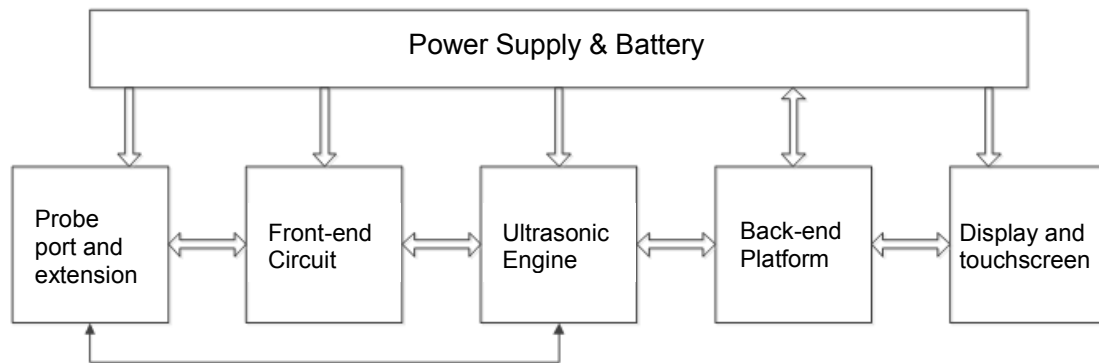 Power Supply & Battery
Probe
port and
extension
Front-end
Circuit
Ultrasonic
Engine
Back-end
Platform
Display and
touchscreen